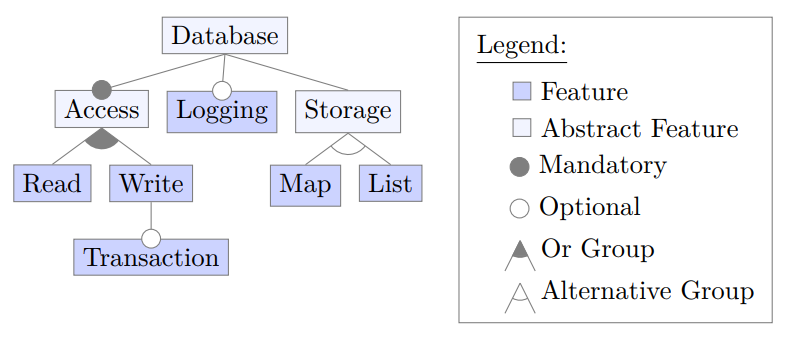 Database
Access
Logging
Storage
Read
Write
Map
List
Transaction
Legend:
Feature
Abstract Feature
Mandatory
Optional
Or Group
Alternative Group